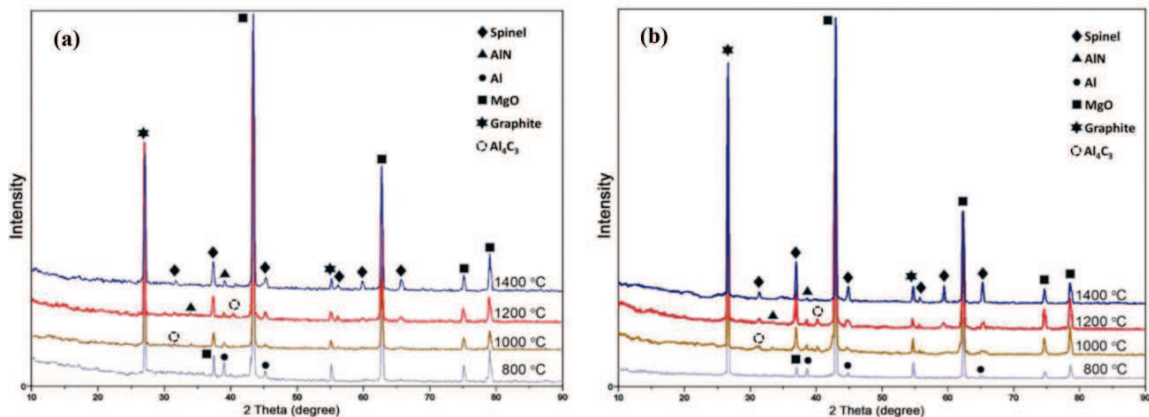 (a)
Spinel
AlN
Al
MgO
Graphite
Al₄C₃
Intensity
1400 °C
1200 °C
1000 °C
800 °C
0
10 20 30 40 50 60 70 80 90
2 Theta (degree)
(b)
Spinel
AlN
Al
MgO
Graphite
Al₄C₃
Intensity
1400 °C
1200 °C
1000 °C
800 °C
0
10 20 30 40 50 60 70 80 90
2 Theta (degree)